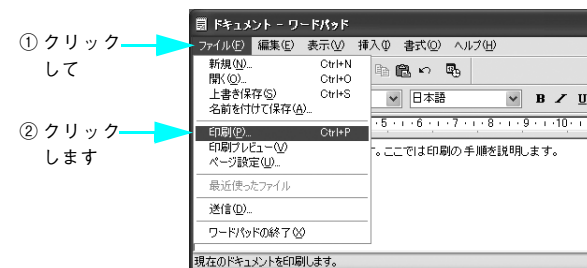 ドキュメント - ワードパッド
① クリック
して
ファイル(F) 編集(E) 表示(V) 挿入(I) 書式(O) ヘルプ(H)
新規(N)... Ctrl+N
開く(O)... Ctrl+O
上書き保存(S) Ctrl+S
名前を付けて保存(A)...
日本語 B I U
② クリック
します
印刷(P)... Ctrl+P
·5·ı·6·ı·7·ı·8·ı·9·ı·10·ı
印刷プレビュー(V)
ページ設定(U)...
。ここでは印刷の手順を説明します。
最近使ったファイル
送信(D)...
ワードパッドの終了(X)
現在のドキュメントを印刷します。